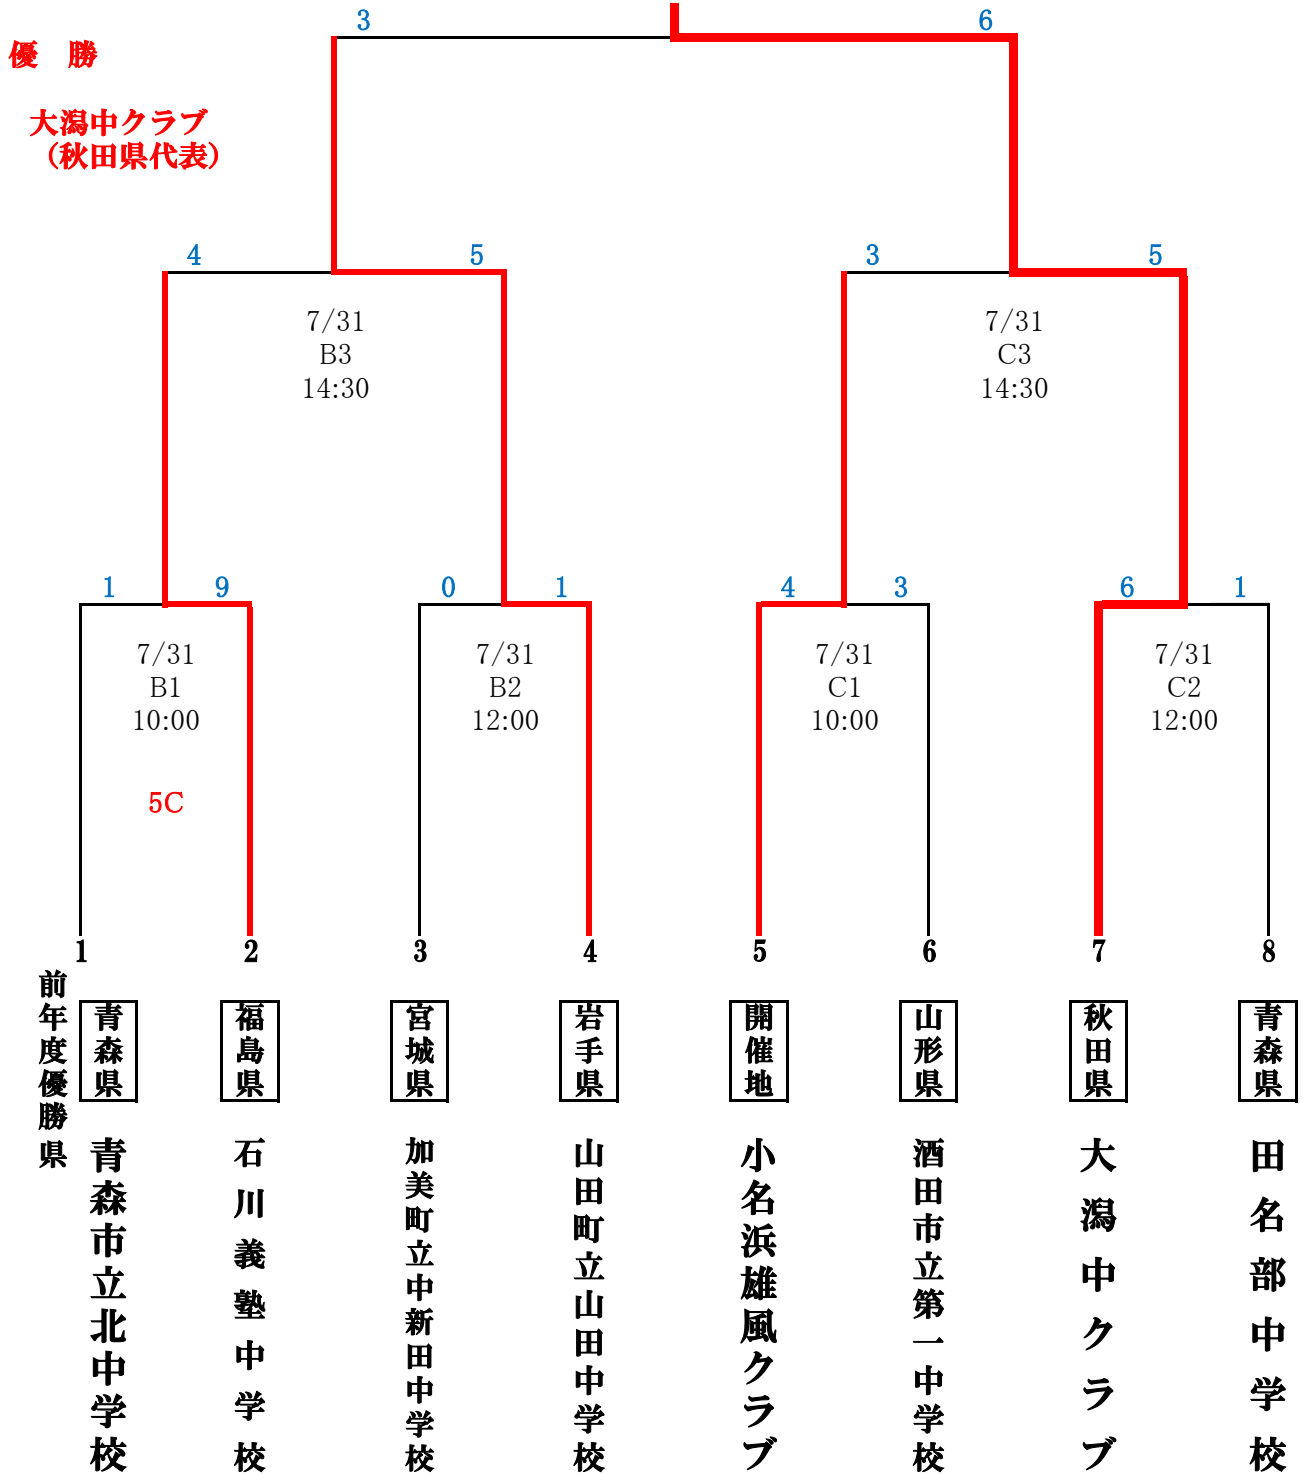 3 6
優　勝
大潟中クラブ
（秋田県代表）
4 5 3 5
7/31
B3
14:30
7/31
C3
14:30
1 9 0 1 4 3 6 1
7/31
B1
10:00
5C
7/31
B2
12:00
7/31
C1
10:00
7/31
C2
12:00
1 2 3 4 5 6 7 8
前年度優勝県
青森県
青森市立北中学校
福島県
石川義塾中学校
宮城県
加美町立中新田中学校
岩手県
山田町立山田中学校
開催地
小名浜雄風クラブ
山形県
酒田市立第一中学校
秋田県
大潟中クラブ
青森県
田名部中学校